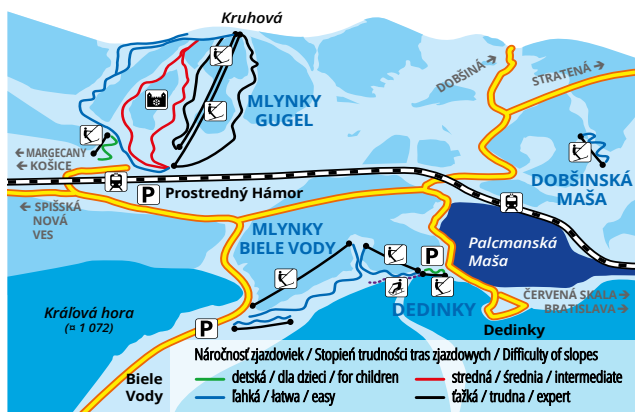 Kruhová
DOBŠINÁ →
STRATENÁ →
MLYNKY
GUGEL
← MARGECANY
← KOŠICE
P
Prostredný Hámor
DOBŠINSKÁ
MAŠA
← SPIŠSKÁ
NOVÁ
VES
MLYNKY
BIELE VODY
P
Palcmanská
Maša
ČERVENÁ SKALA →
BRATISLAVA →
DEDINKY
Dedinky
Kráľová hora
(¤ 1 072)
P
Biele
Vody
Náročnosť zjazdoviek / Stopień trudności tras zjazdowych / Difficulty of slopes
detská / dla dzieci / for children
stredná / średnia / intermediate
ľahká / łatwa / easy
ťažká / trudna / expert